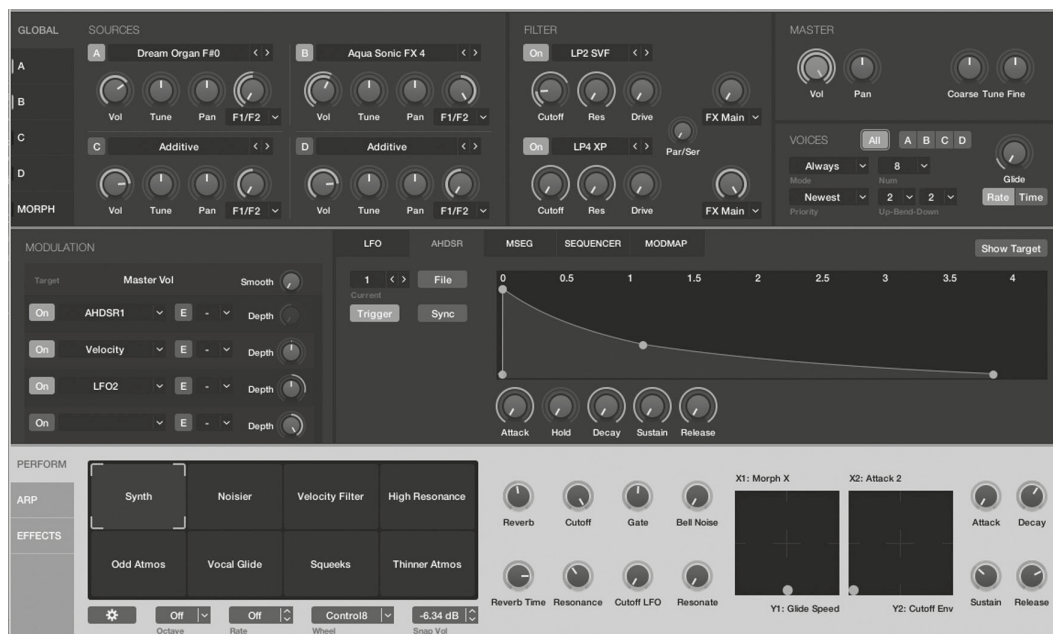 GLOBAL
A
B
C
D
MORPH
SOURCES
A Dream Organ F#0 < >
Vol Tune Pan F1/F2
B Aqua Sonic FX 4 < >
Vol Tune Pan F1/F2
C Additive < >
Vol Tune Pan F1/F2
D Additive < >
Vol Tune Pan F1/F2
FILTER
On LP2 SVF < >
Cutoff Res Drive FX Main
Par/Ser
On LP4 XP < >
Cutoff Res Drive FX Main
MASTER
Vol Pan Coarse Tune Fine
VOICES All A B C D
Always 8
Mode Num
Newest 2 2
Priority Up-Bend-Down
Glide
Rate Time
MODULATION
Target Master Vol Smooth
On AHDSR1 E - Depth
On Velocity E - Depth
On LFO2 E - Depth
On E - Depth
LFO AHDSR MSEG SEQUENCER MODMAP
Show Target
1 < > File
Current
Trigger Sync
0 0.5 1 1.5 2 2.5 3 3.5 4
Attack Hold Decay Sustain Release
PERFORM
ARP
EFFECTS
Synth Noisier Velocity Filter High Resonance
Odd Atmos Vocal Glide Squeeks Thinner Atmos
Off Off Control8 -6.34 dB
Octave Rate Wheel Snap Vol
Reverb Cutoff Gate Bell Noise
Reverb Time Resonance Cutoff LFO Resonate
X1: Morph X X2: Attack 2
Y1: Glide Speed Y2: Cutoff Env
Attack Decay
Sustain Release